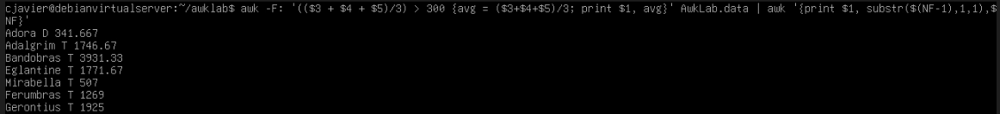 cjavier@debianvirtualserver:~/awklab$ awk -F: '(($3 + $4 + $5)/3) > 300 {avg = ($3+$4+$5)/3; print $1, avg}' AwkLab.data | awk '{print $1, substr($(NF-1),1,1),$
NF}'
Adora D 341.667
Adalgrim T 1746.67
Bandobras T 3931.33
Eglantine T 1771.67
Mirabella T 507
Ferumbras T 1269
Gerontius T 1925